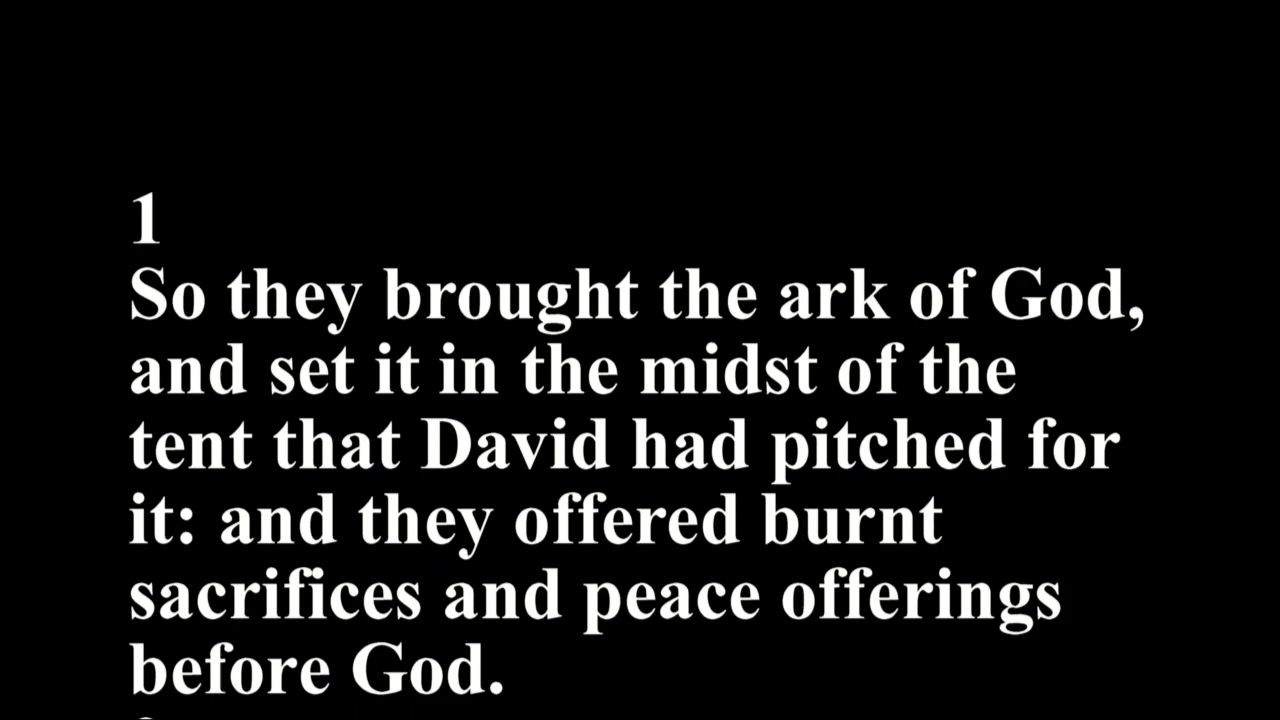 1
So they brought the ark of God,
and set it in the midst of the
tent that David had pitched for
it: and they offered burnt
sacrifices and peace offerings
before God.